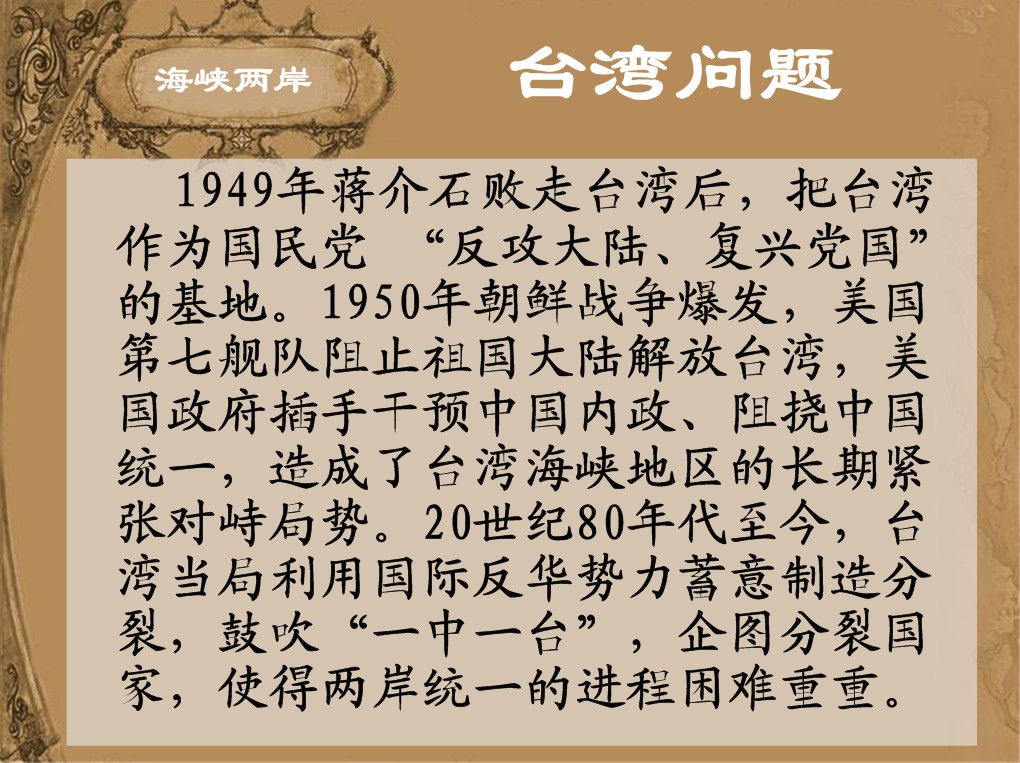 海峡两岸
台湾问题
1949年蒋介石败走台湾后，把台湾
作为国民党 “反攻大陆、复兴党国”
的基地。1950年朝鲜战争爆发，美国
第七舰队阻止祖国大陆解放台湾，美
国政府插手干预中国内政、阻挠中国
统一，造成了台湾海峡地区的长期紧
张对峙局势。20世纪80年代至今，台
湾当局利用国际反华势力蓄意制造分
裂，鼓吹“一中一台”，企图分裂国
家，使得两岸统一的进程困难重重。